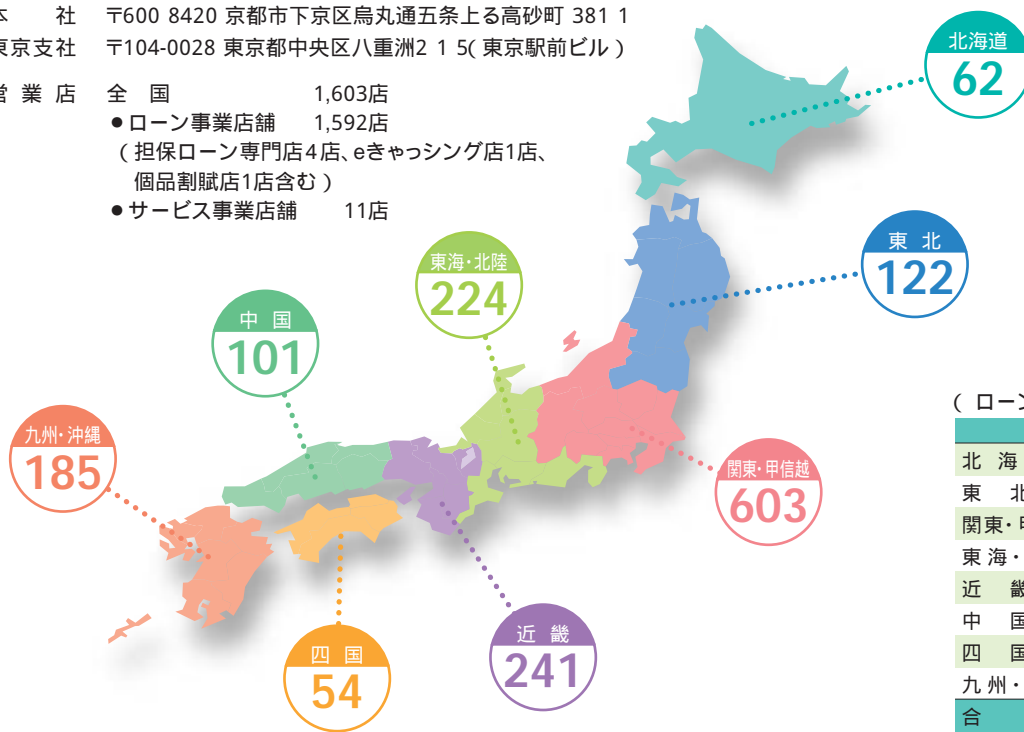 社 〒600 8420 京都市下京区烏丸通五条上る高砂町 381 1
東京支社 〒104-0028 東京都中央区八重洲2 1 5(東京駅前ビル)
営業店 全国 1,603店
●ローン事業店舗 1,592店
(担保ローン専門店4店、eきゃっシング店1店、
個品割賦店1店含む)
●サービス事業店舗 11店
北海道
62
東北
122
東海・北陸
224
中国
101
九州・沖縄
185
関東・甲信越
603
近畿
241
四国
54
(ローン
北海
東北
関東・甲
東海・
近畿
中国
四国
九州・
合